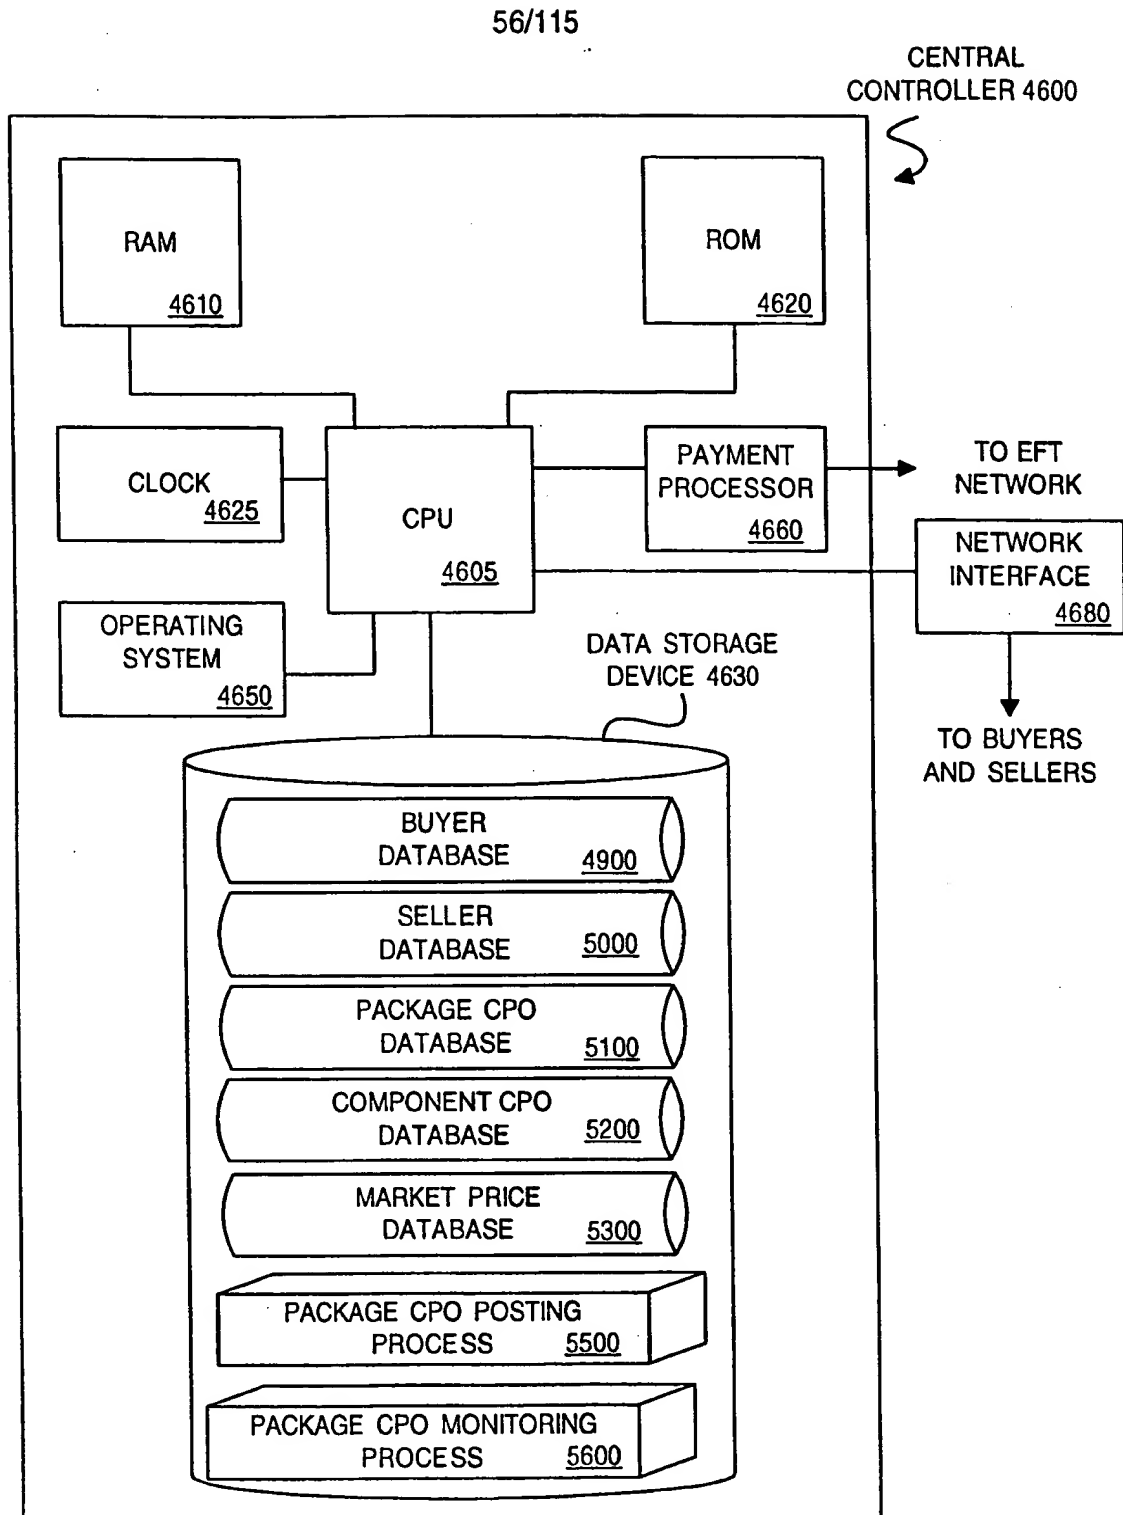 56/115
CENTRAL
CONTROLLER 4600
RAM
4610
ROM
4620
CLOCK
4625
CPU
4605
PAYMENT
PROCESSOR
4660
TO EFT
NETWORK
NETWORK
INTERFACE
4680
OPERATING
SYSTEM
4650
DATA STORAGE
DEVICE 4630
TO BUYERS
AND SELLERS
BUYER
DATABASE
4900
SELLER
DATABASE
5000
PACKAGE CPO
DATABASE
5100
COMPONENT CPO
DATABASE
5200
MARKET PRICE
DATABASE
5300
PACKAGE CPO POSTING
PROCESS
5500
PACKAGE CPO MONITORING
PROCESS
5600